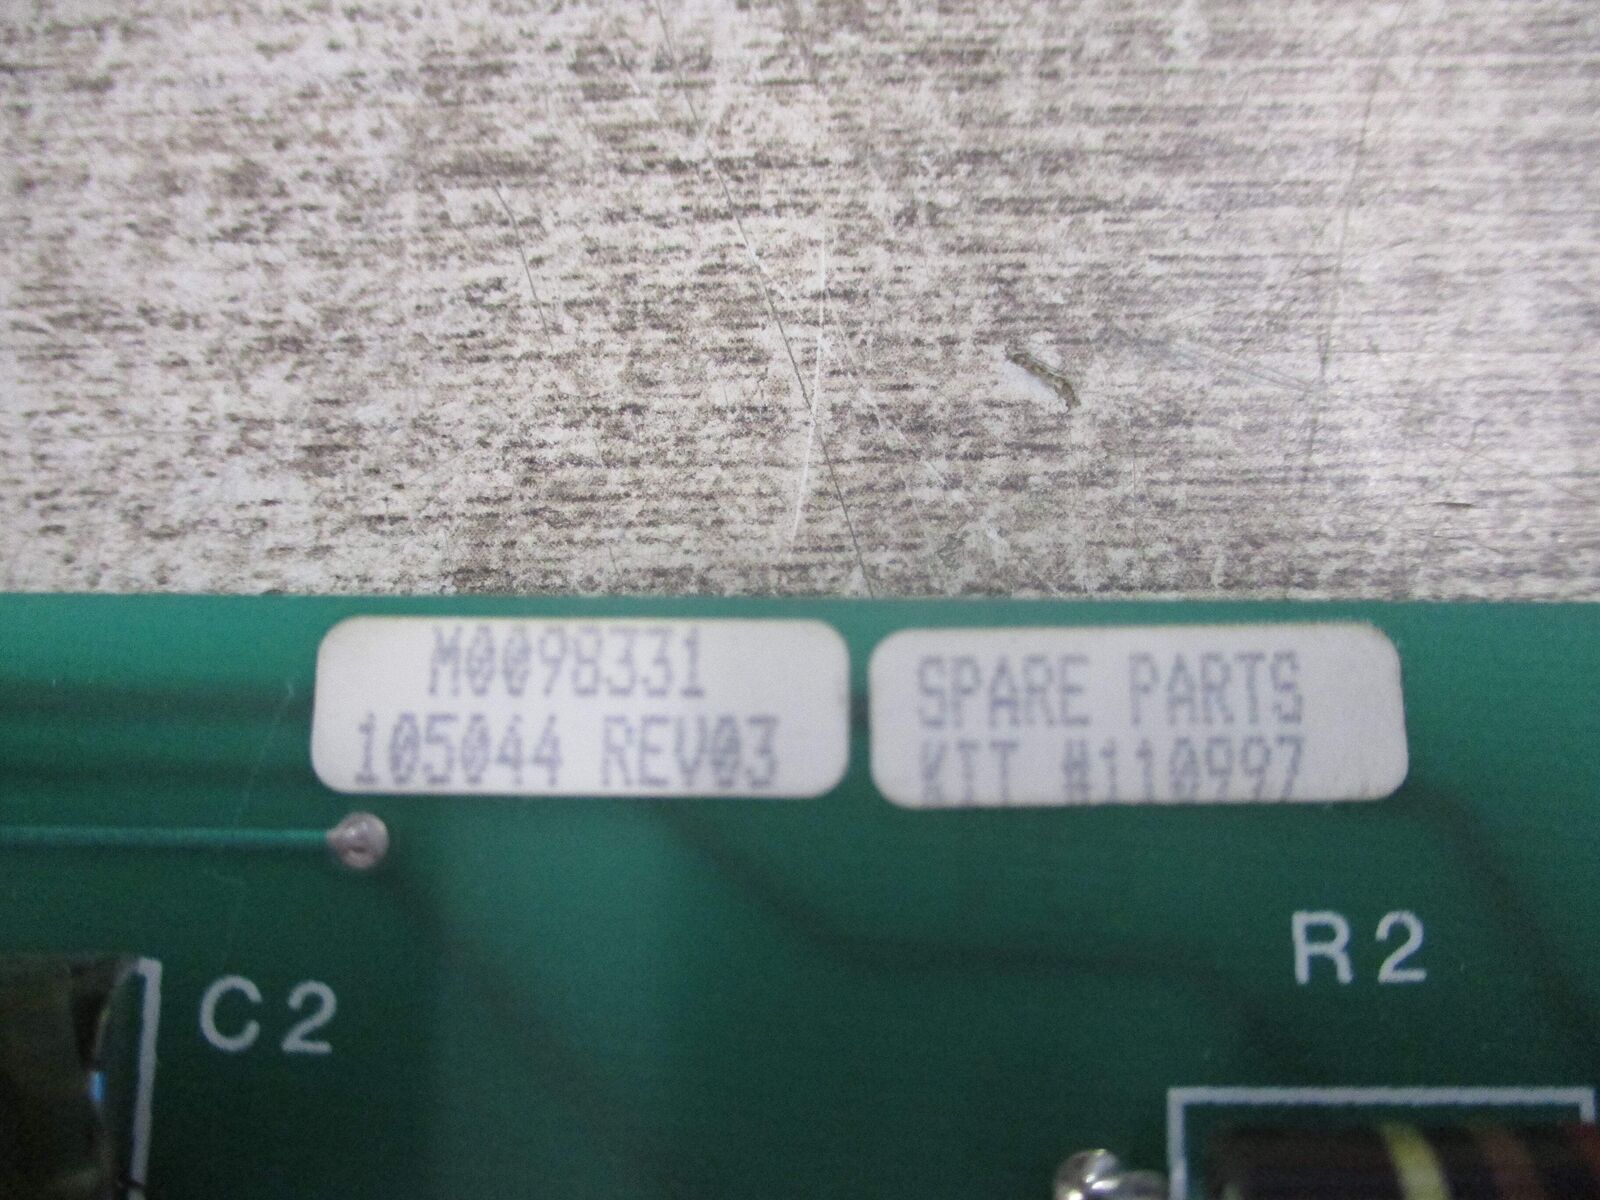 M0098331
105044 REV03
SPARE PARTS
KIT #110997
R2
C2